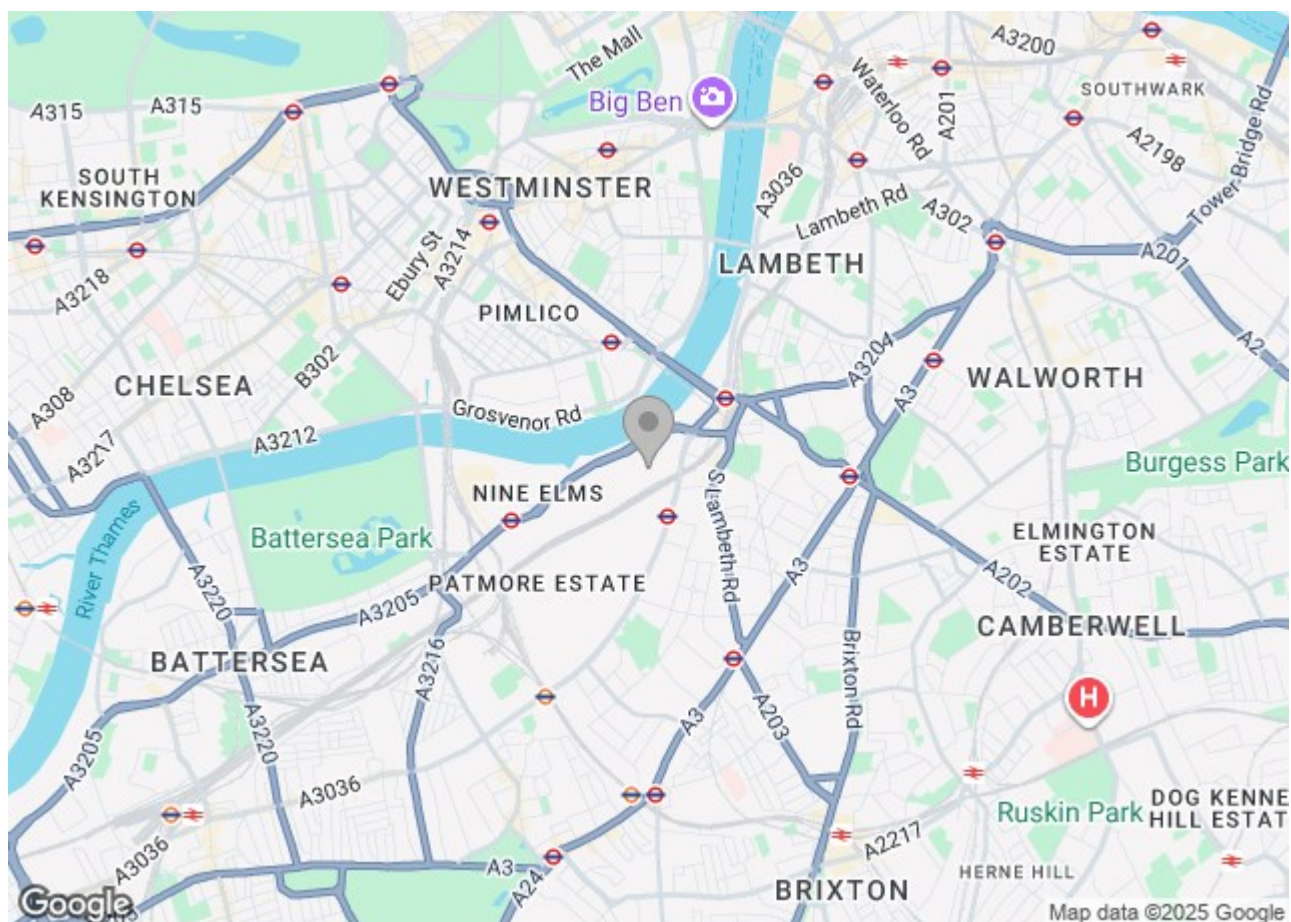 A3200
The Mall
Waterloo Rd
A201
SOUTHWARK
Big Ben
A315
A315
Tower Bridge Rd
A2198
SOUTH
KENSINGTON
WESTMINSTER
A3036
Lambeth Rd
A302
Ebury St
A3214
LAMBETH
A201
A3218
PIMLICO
B302
A3204
A2
CHELSEA
A308
A3
WALWORTH
Grosvenor Rd
A3212
A3217
Burgess Park
NINE ELMS
S Lambeth Rd
Battersea Park
ELMINGTON
ESTATE
River Thames
A3220
A3205
PATMORE ESTATE
A3
A202
CAMBERWELL
BATTERSEA
A3216
Brixton Rd
H
A3205
A3220
A3
A203
A3036
Ruskin Park
DOG KENNE
HILL ESTAT
A3036
A2217
A3
HERNE HILL
A24
BRIXTON
Google
Map data ©2025 Google